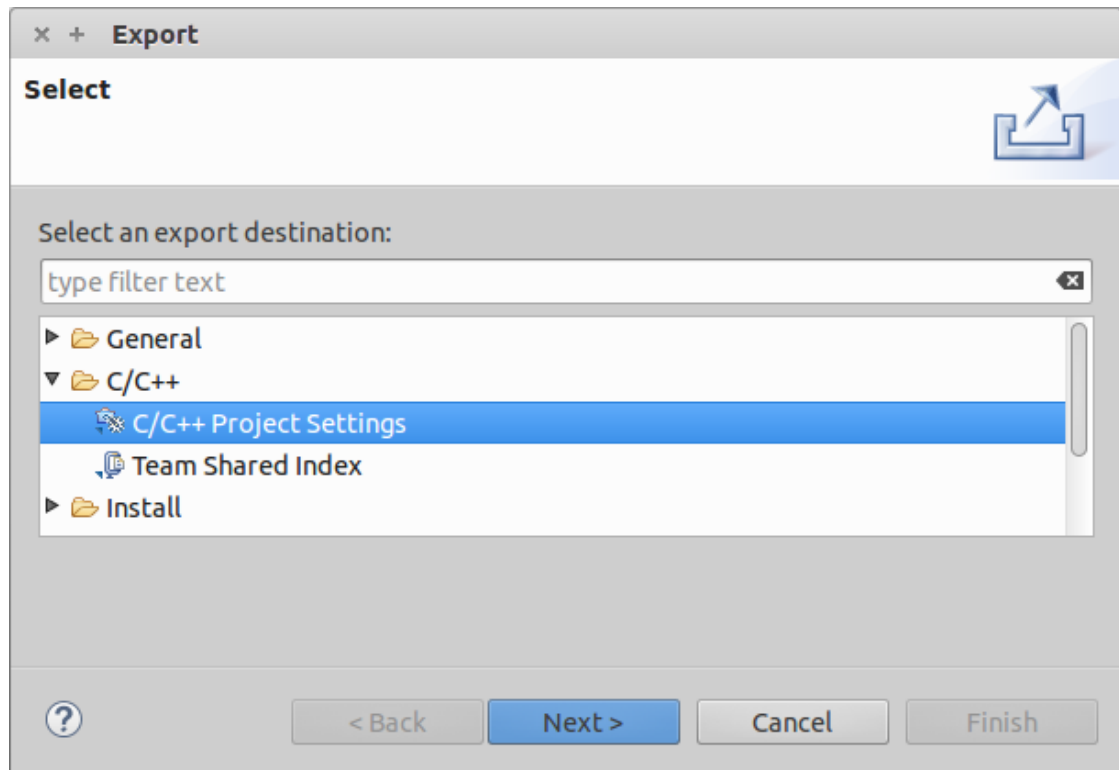 Export
Select
Select an export destination:
type filter text
General
C/C++
C/C++ Project Settings
Team Shared Index
Install
< Back Next > Cancel Finish